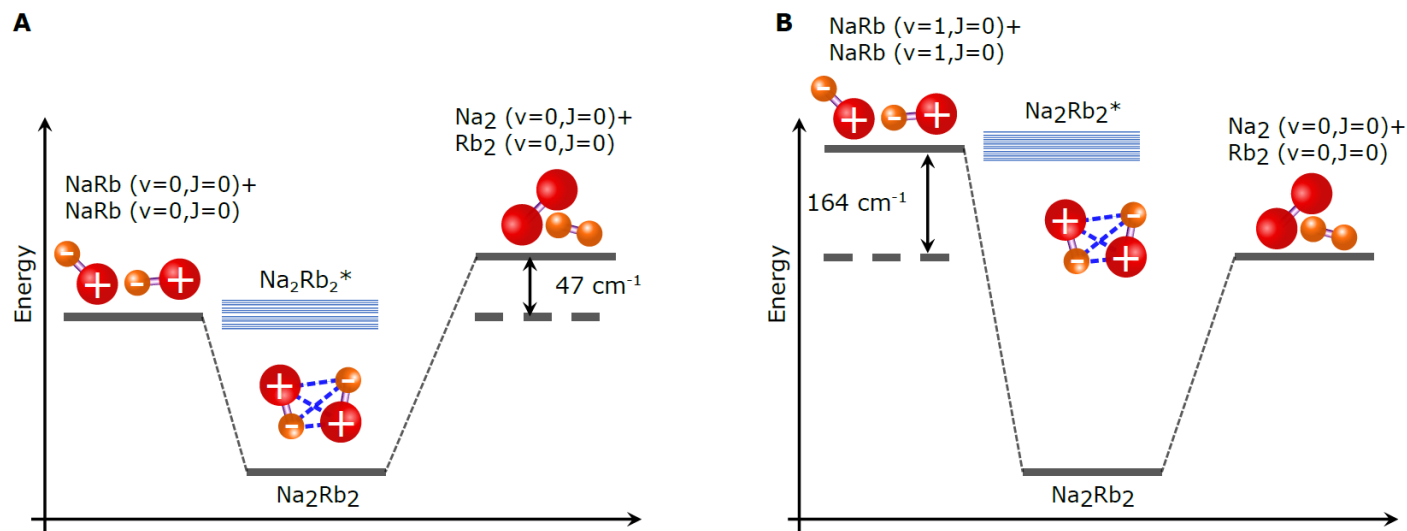 A
NaRb (v=0,J=0)+
NaRb (v=0,J=0)
Na₂ (v=0,J=0)+
Rb₂ (v=0,J=0)
Na₂Rb₂*
47 cm⁻¹
Energy
Na₂Rb₂
B
NaRb (v=1,J=0)+
NaRb (v=1,J=0)
Na₂Rb₂*
Na₂ (v=0,J=0)+
Rb₂ (v=0,J=0)
164 cm⁻¹
Energy
Na₂Rb₂